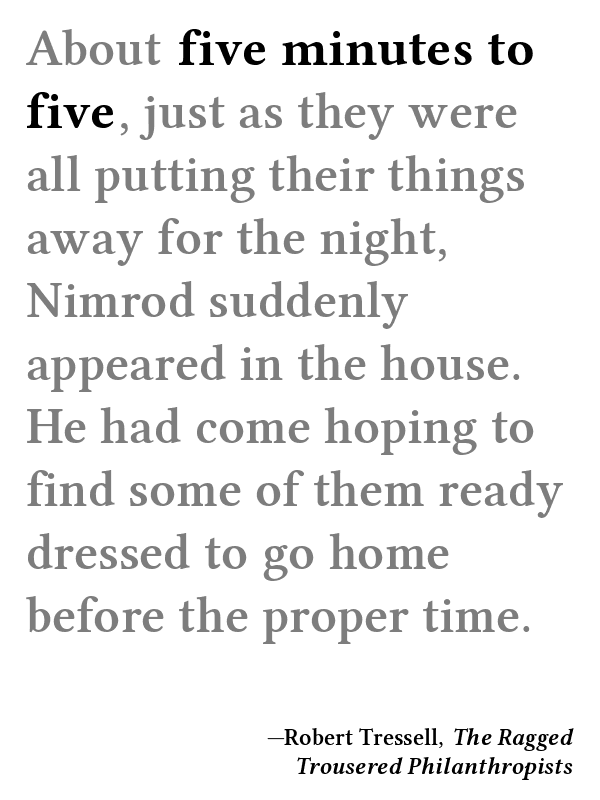 About five minutes to
five, just as they were
all putting their things
away for the night,
Nimrod suddenly
appeared in the house.
He had come hoping to
find some of them ready
dressed to go home
before the proper time.
—Robert Tressell, The Ragged
Trousered Philanthropists